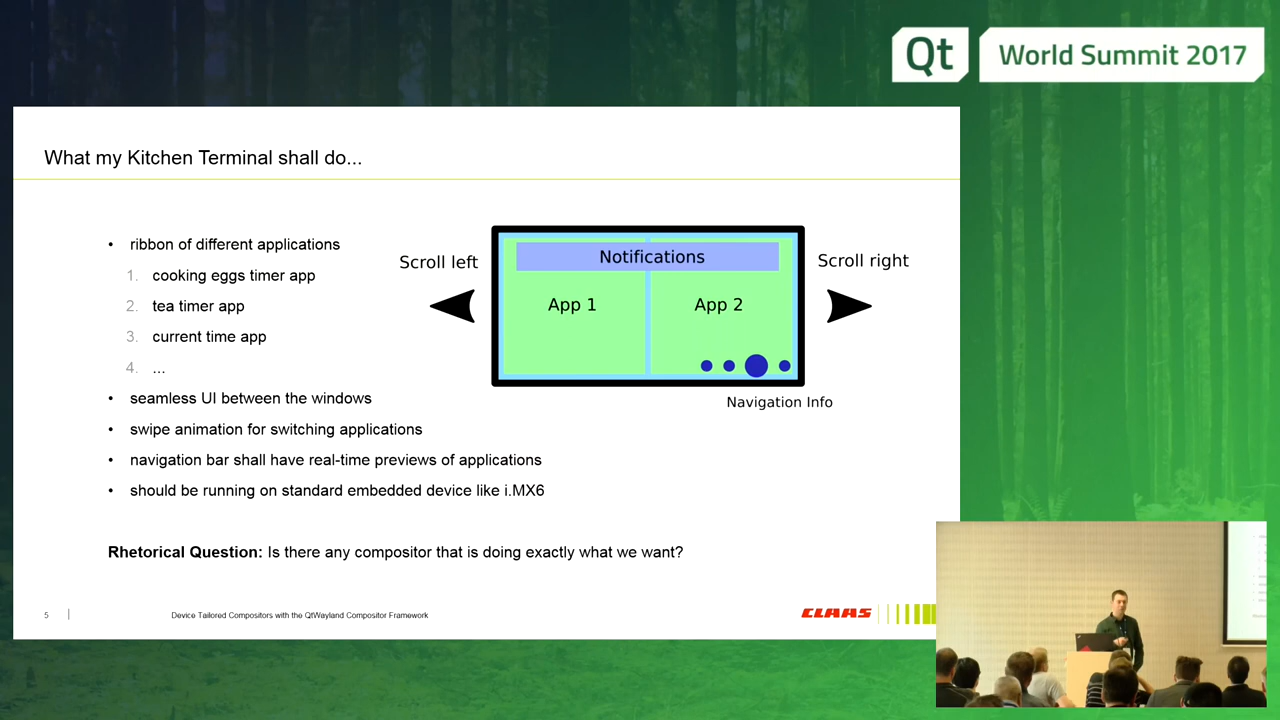 Qt
World Summit 2017
What my Kitchen Terminal shall do...
• ribbon of different applications
1. cooking eggs timer app
2. tea timer app
3. current time app
4. ...
• seamless UI between the windows
• swipe animation for switching applications
• navigation bar shall have real-time previews of applications
• should be running on standard embedded device like i.MX6
Scroll left
Notifications
App 1
App 2
Scroll right
Navigation Info
Rhetorical Question: Is there any compositor that is doing exactly what we want?
5
Device Tailored Compositors with the QtWayland Compositor Framework
CLAAS